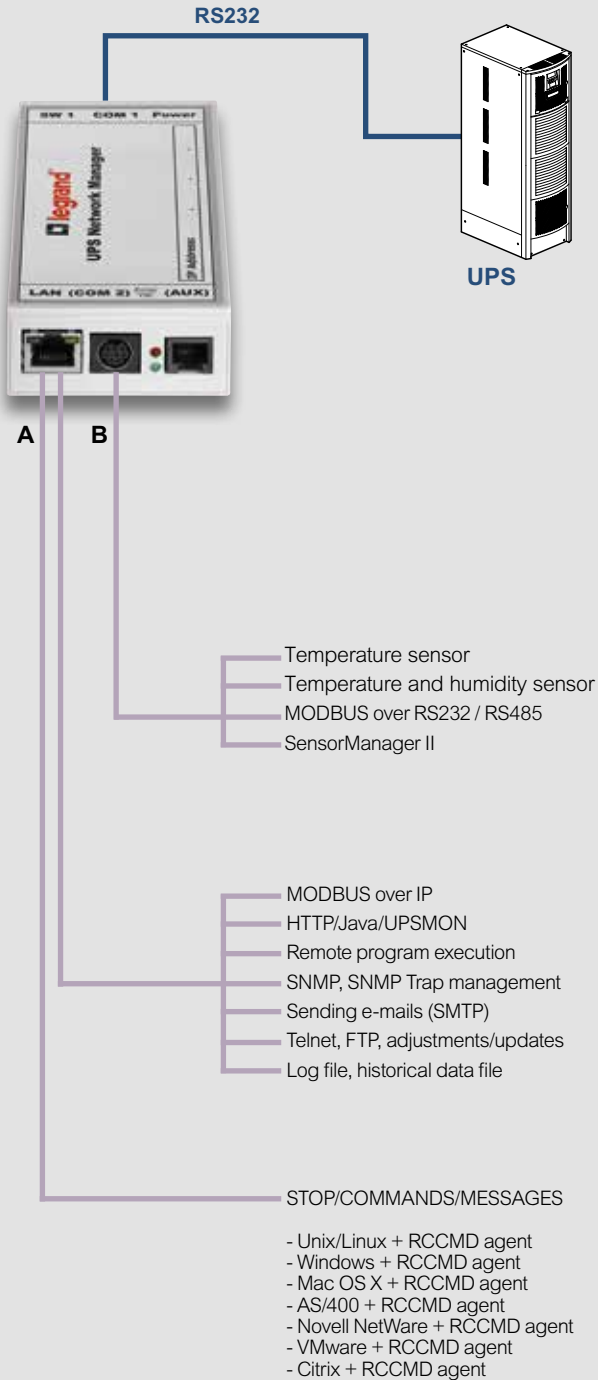 RS232
SW 1 COM 1 Power
legrand
UPS Network Manager
IP Address:
LAN (COM 2) (AUX)
UPS
A B
Temperature sensor
Temperature and humidity sensor
MODBUS over RS232 / RS485
SensorManager II
MODBUS over IP
HTTP/Java/UPSMON
Remote program execution
SNMP, SNMP Trap management
Sending e-mails (SMTP)
Telnet, FTP, adjustments/updates
Log file, historical data file
STOP/COMMANDS/MESSAGES
- Unix/Linux + RCCMD agent
- Windows + RCCMD agent
- Mac OS X + RCCMD agent
- AS/400 + RCCMD agent
- Novell NetWare + RCCMD agent
- VMware + RCCMD agent
- Citrix + RCCMD agent